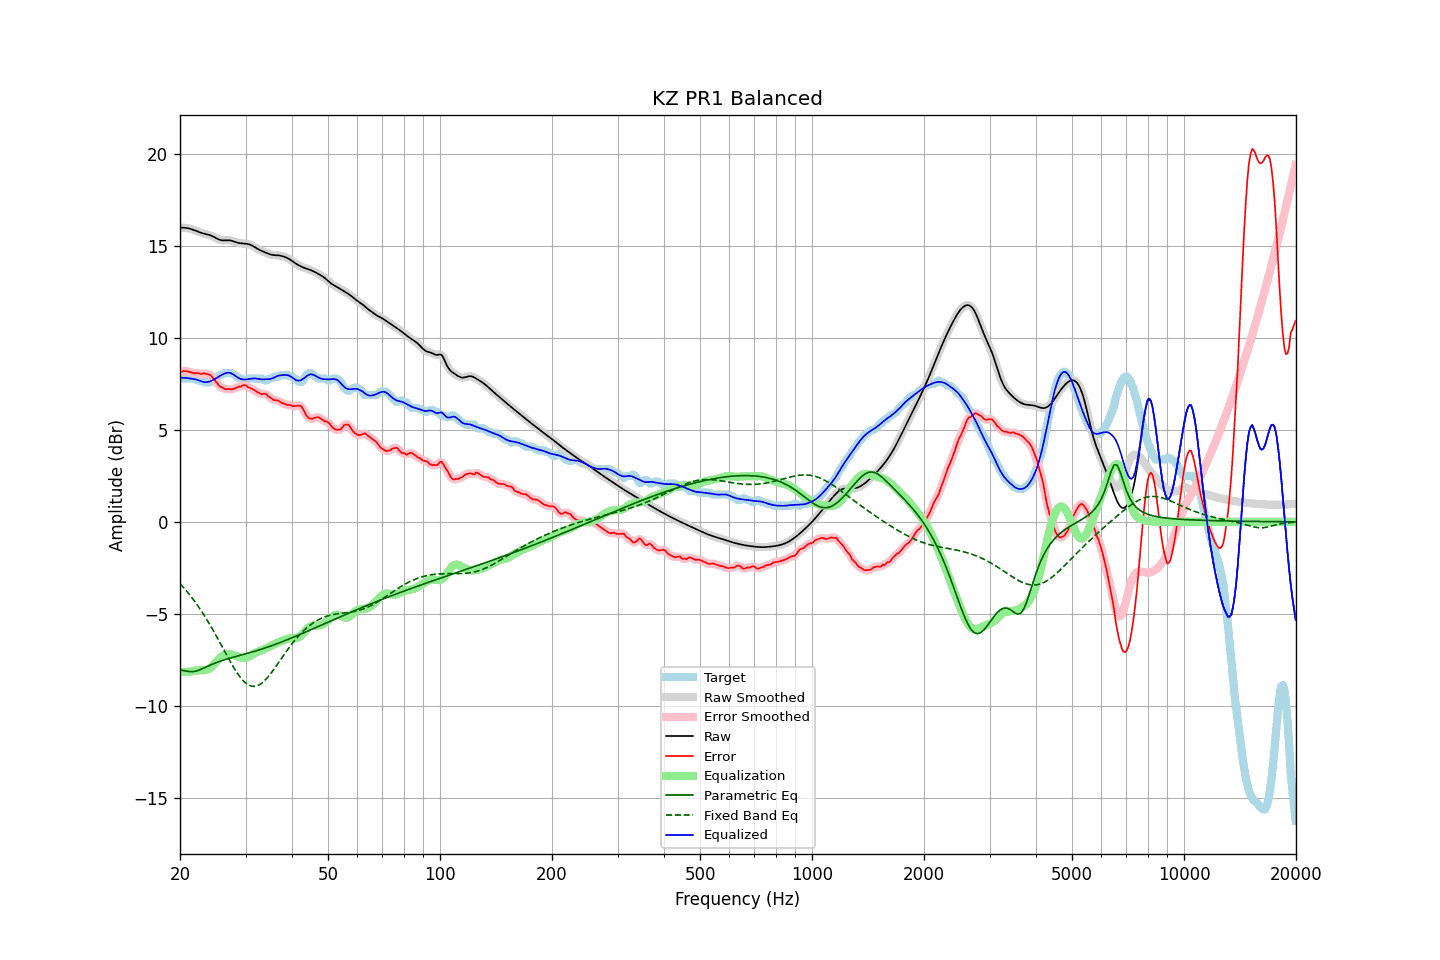 KZ PR1 Balanced
Amplitude (dBr)
20
15
10
5
0
−5
−10
−15
Target
Raw Smoothed
Error Smoothed
Raw
Error
Equalization
Parametric Eq
Fixed Band Eq
Equalized
20 50 100 200 500 1000 2000 5000 10000 20000
Frequency (Hz)